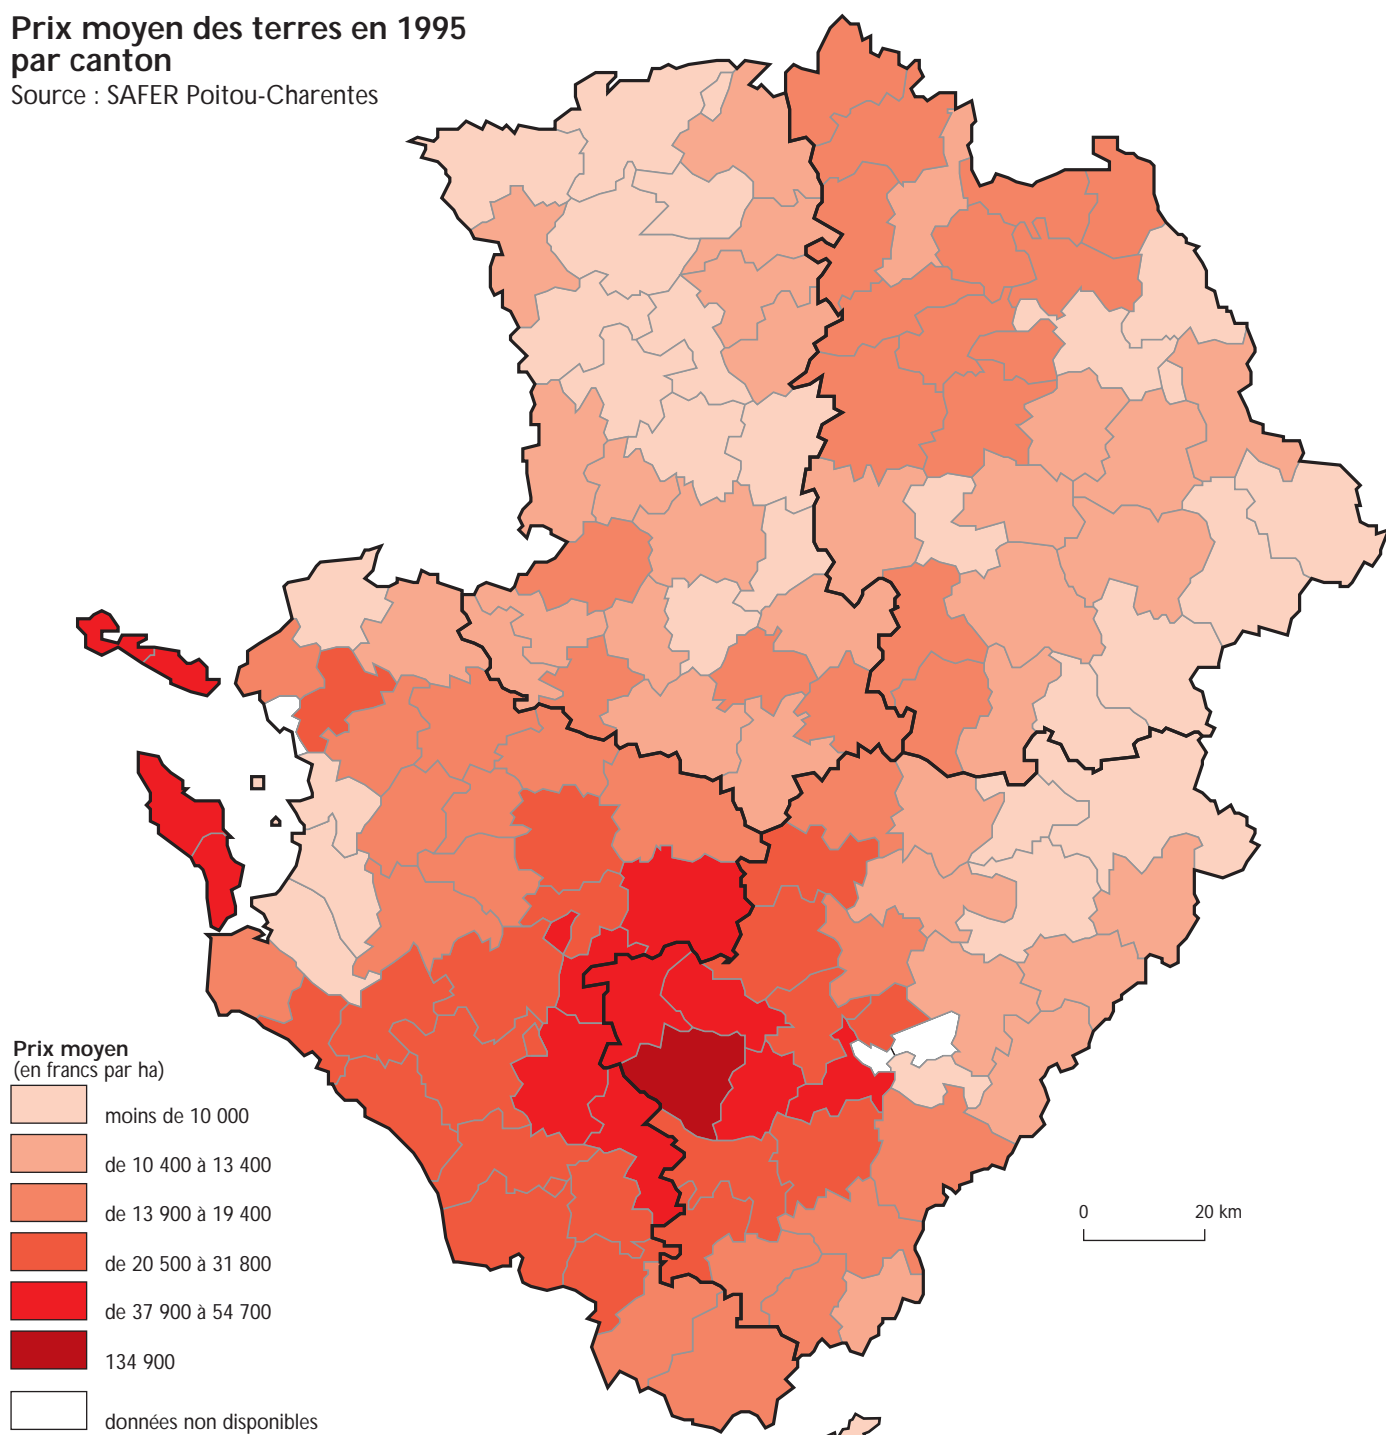 Prix moyen des terres en 1995
par canton
Source : SAFER Poitou-Charentes
Prix moyen
(en francs par ha)
moins de 10 000
de 10 400 à 13 400
de 13 900 à 19 400
de 20 500 à 31 800
de 37 900 à 54 700
134 900
données non disponibles
0 20 km